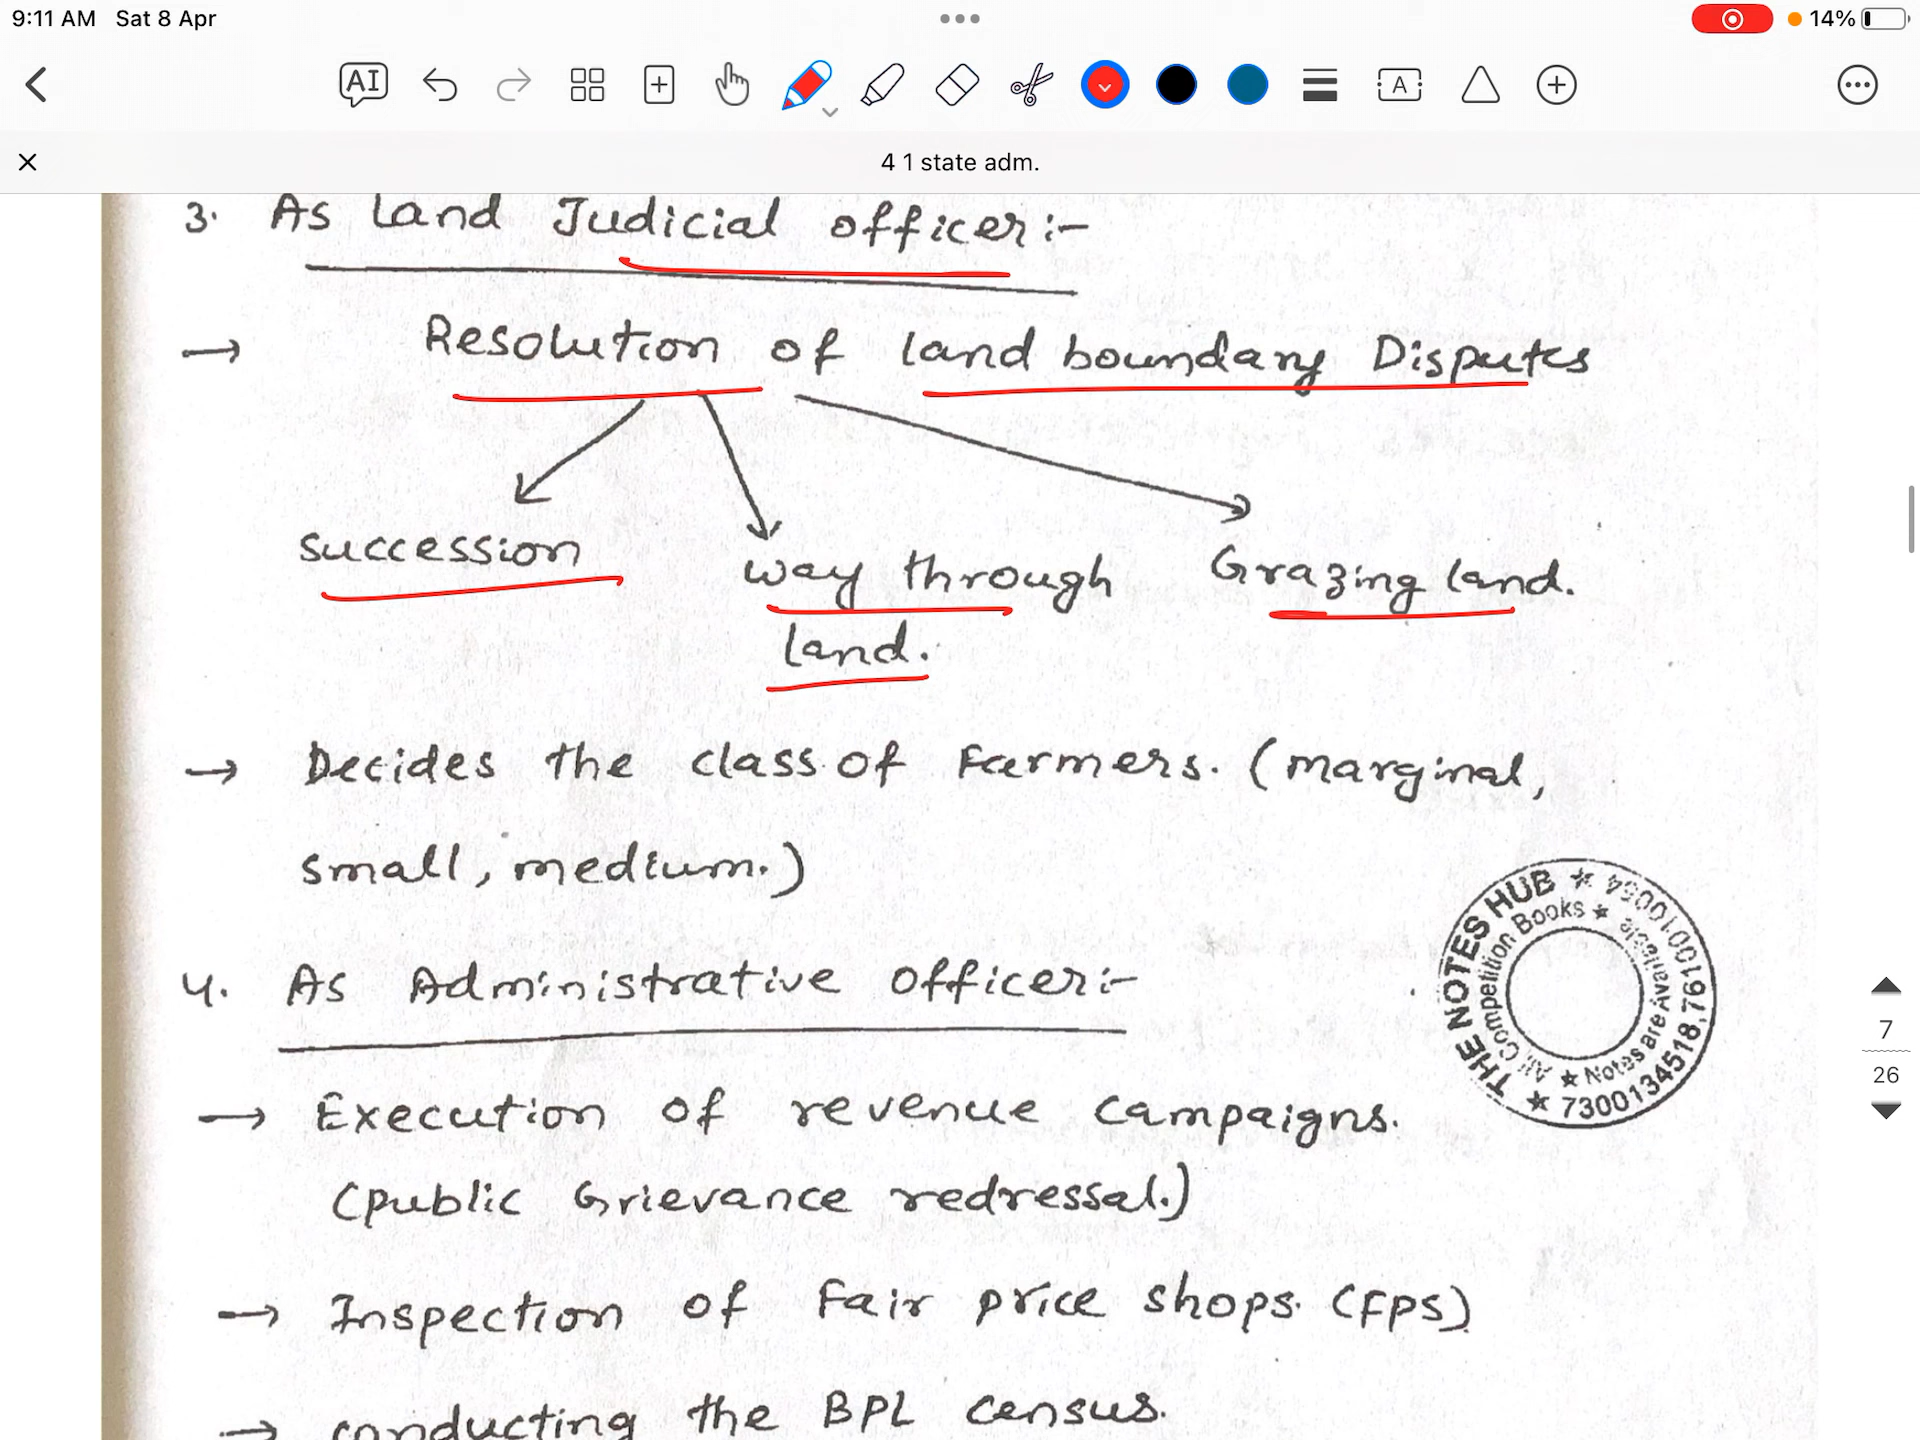 9:11 AM Sat 8 Apr
14%
AI
A
4 1 state adm.
3. As Land Judicial officer:-
→ Resolution of land boundary Disputes
succession
way through
land.
Grazing land.
→ Decides the class of Farmers. (marginal,
small, medium.)
4. As Administrative officer:-
→ Execution of revenue campaigns.
(public Grievance redressal.)
→ Inspection of Fair price shops. (FPS)
→ conducting the BPL census.
THE NOTES HUB
All Competition Books
Notes are Available
7
26